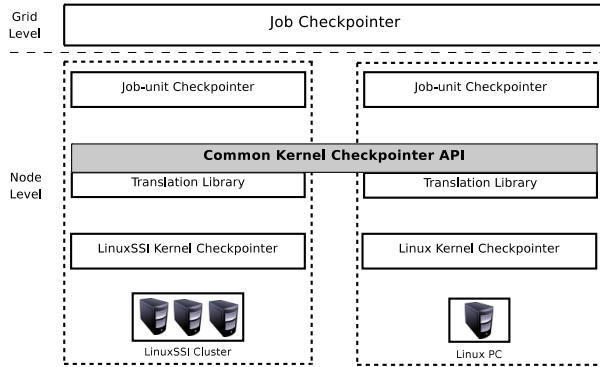 Grid
Level
Job Checkpointer
Job-unit Checkpointer
Job-unit Checkpointer
Common Kernel Checkpointer API
Translation Library
Translation Library
Node
Level
LinuxSSI Kernel Checkpointer
Linux Kernel Checkpointer
LinuxSSI Cluster
Linux PC